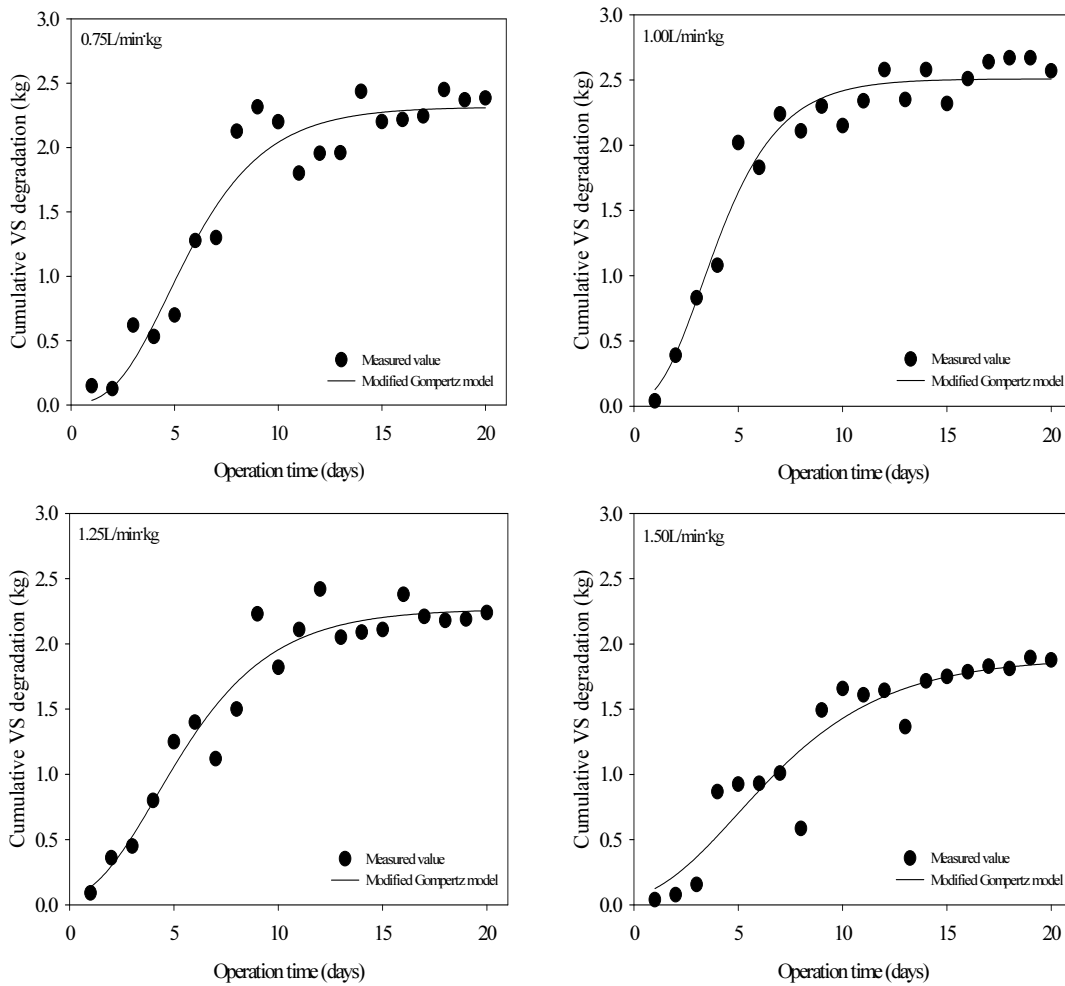 3.0
0.75L/min·kg
2.5
2.0
1.5
1.0
0.5
0.0
Cumulative VS degradation (kg)
Measured value
Modified Gompertz model
0 5 10 15 20
Operation time (days)
3.0
1.00L/min·kg
2.5
2.0
1.5
1.0
0.5
0.0
Cumulative VS degradation (kg)
Measured value
Modified Gompertz model
0 5 10 15 20
Operation time (days)
3.0
1.25L/min·kg
2.5
2.0
1.5
1.0
0.5
0.0
Cumulative VS degradation (kg)
Measured value
Modified Gompertz model
0 5 10 15 20
Operation time (days)
3.0
1.50L/min·kg
2.5
2.0
1.5
1.0
0.5
0.0
Cumulative VS degradation (kg)
Measured value
Modified Gompertz model
0 5 10 15 20
Operation time (days)